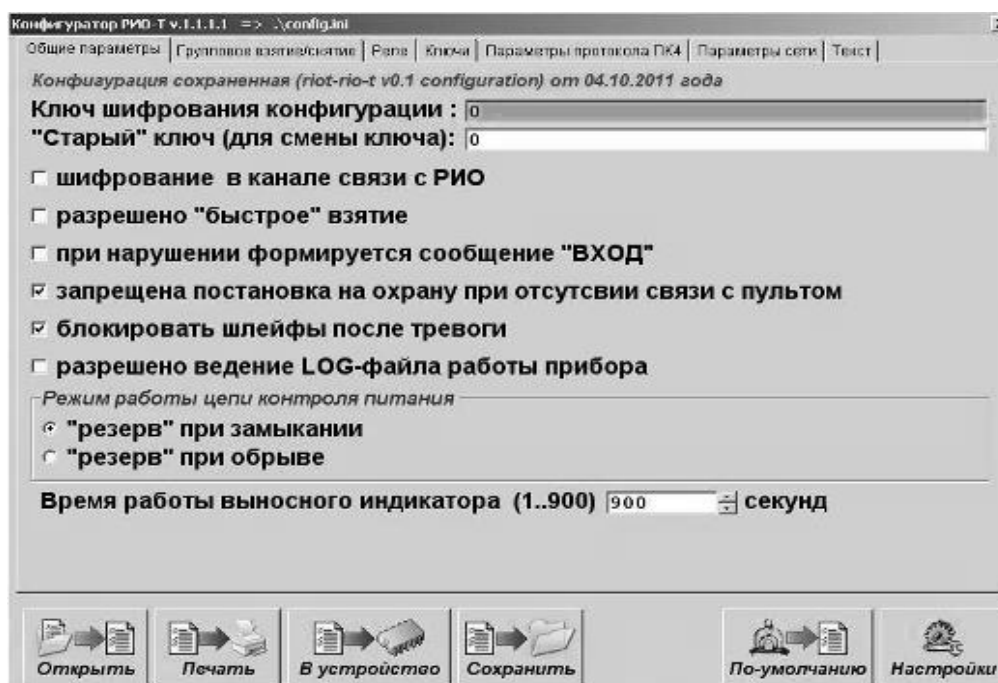 Конфигуратор РИО-Т v.1.1.1.1 => .\config.ini
Общие параметры Групповое взятие/снятие Реле Ключи Параметры протокола ПК4 Параметры сети Текст
Конфигурация сохраненная (riot-rio-t v0.1 configuration) от 04.10.2011 года
Ключ шифрования конфигурации : 0
"Старый" ключ (для смены ключа): 0
шифрование в канале связи с РИО
разрешено "быстрое" взятие
при нарушении формируется сообщение "ВХОД"
запрещена постановка на охрану при отсутсвии связи с пультом
блокировать шлейфы после тревоги
разрешено ведение LOG-файла работы прибора
Режим работы цепи контроля питания
"резерв" при замыкании
"резерв" при обрыве
Время работы выносного индикатора (1..900) 900 секунд
Открыть Печать В устройство Сохранить По-умолчанию Настройки